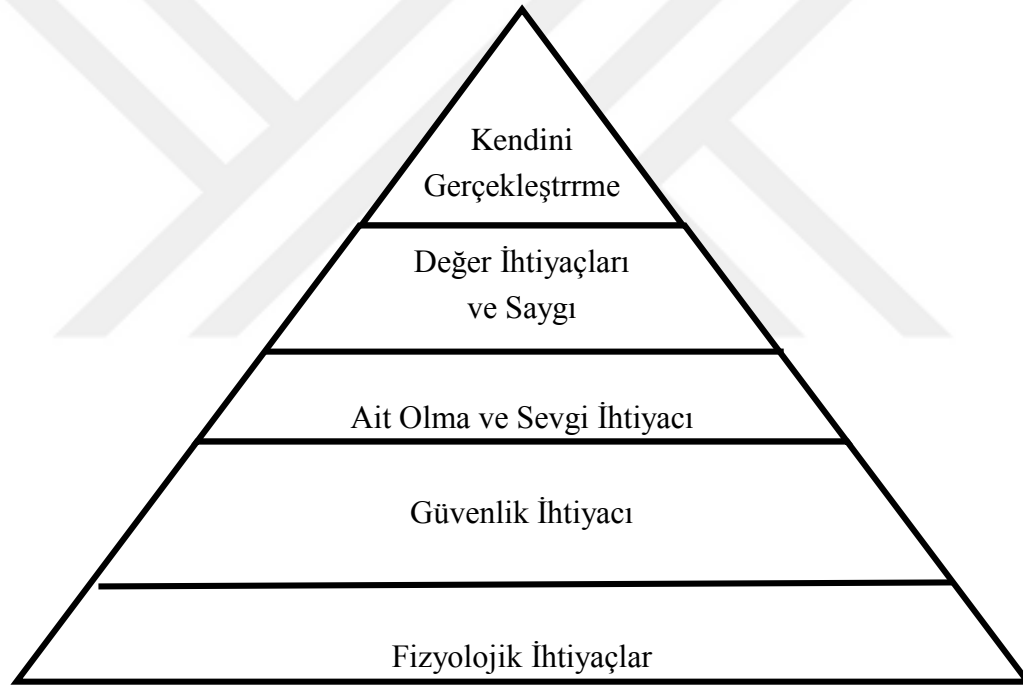 Kendini
Gerçekleştrrme
Değer İhtiyaçları
ve Saygı
Ait Olma ve Sevgi İhtiyacı
Güvenlik İhtiyacı
Fizyolojik İhtiyaçlar